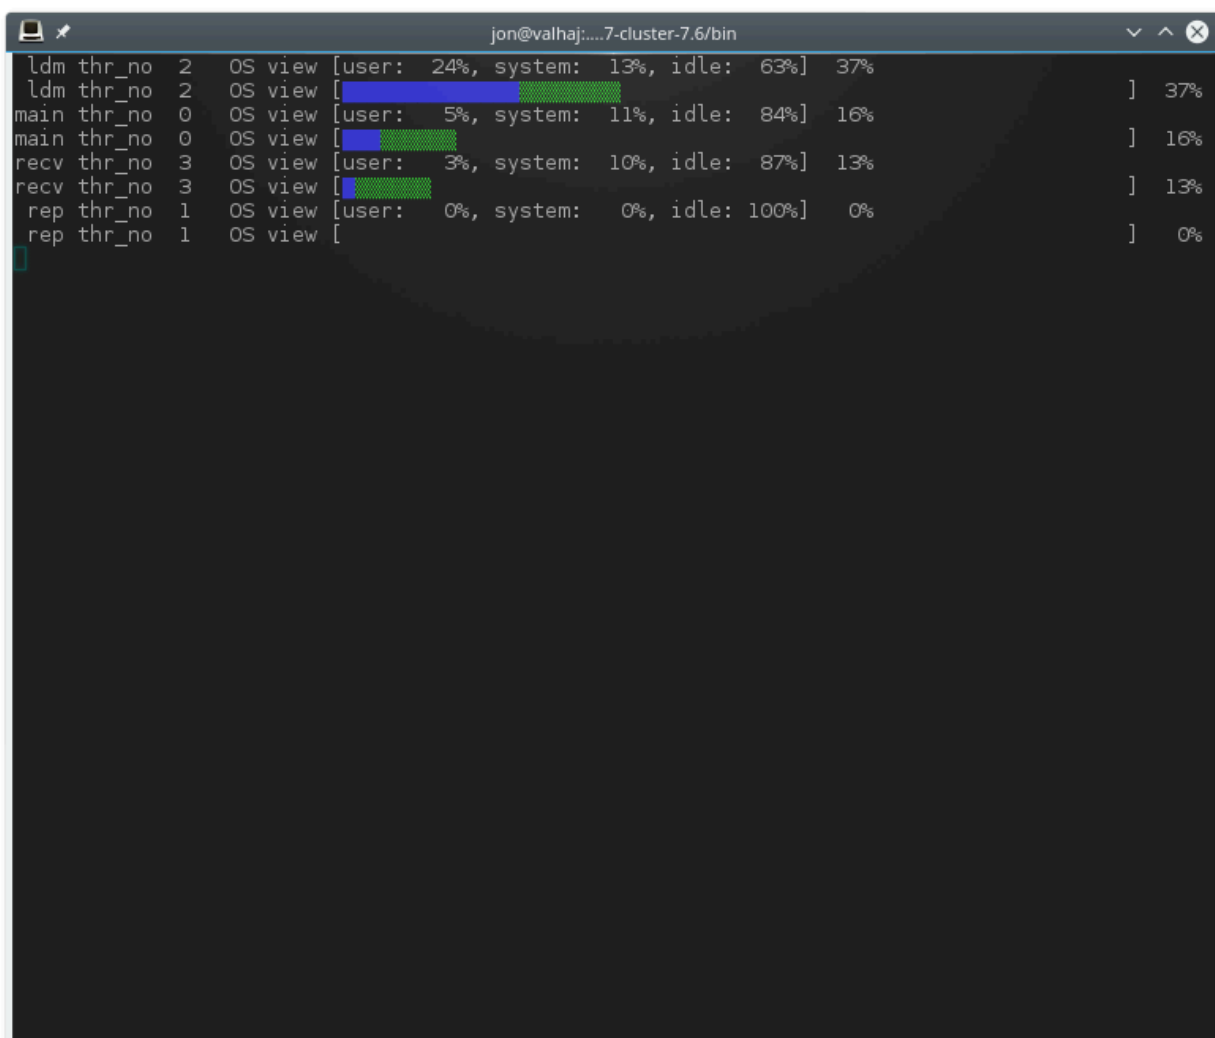 jon@valhaj:....7-cluster-7.6/bin
ldm thr_no 2 OS view [user: 24%, system: 13%, idle: 63%] 37%
ldm thr_no 2 OS view [ ] 37%
main thr_no 0 OS view [user: 5%, system: 11%, idle: 84%] 16%
main thr_no 0 OS view [ ] 16%
recv thr_no 3 OS view [user: 3%, system: 10%, idle: 87%] 13%
recv thr_no 3 OS view [ ] 13%
rep thr_no 1 OS view [user: 0%, system: 0%, idle: 100%] 0%
rep thr_no 1 OS view [ ] 0%